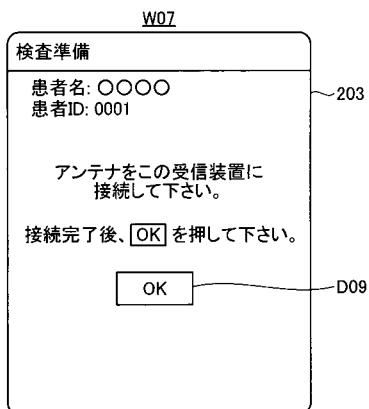 W07
検査準備
患者名: ○○○○
患者ID: 0001
203
アンテナをこの受信装置に
接続して下さい。
接続完了後、OK を押して下さい。
OK
D09